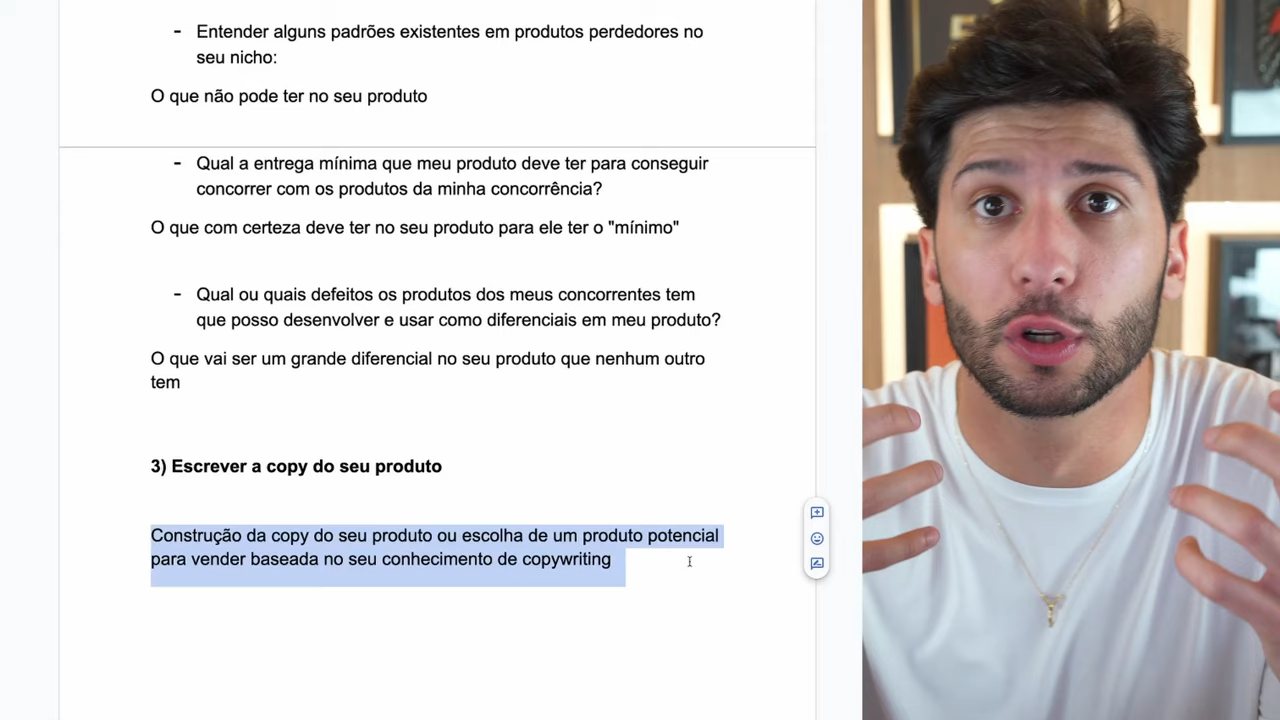 - Entender alguns padrões existentes em produtos perdedores no
seu nicho:
O que não pode ter no seu produto
- Qual a entrega mínima que meu produto deve ter para conseguir
concorrer com os produtos da minha concorrência?
O que com certeza deve ter no seu produto para ele ter o "mínimo"
- Qual ou quais defeitos os produtos dos meus concorrentes tem
que posso desenvolver e usar como diferenciais em meu produto?
O que vai ser um grande diferencial no seu produto que nenhum outro
tem
3) Escrever a copy do seu produto
Construção da copy do seu produto ou escolha de um produto potencial
para vender baseada no seu conhecimento de copywriting